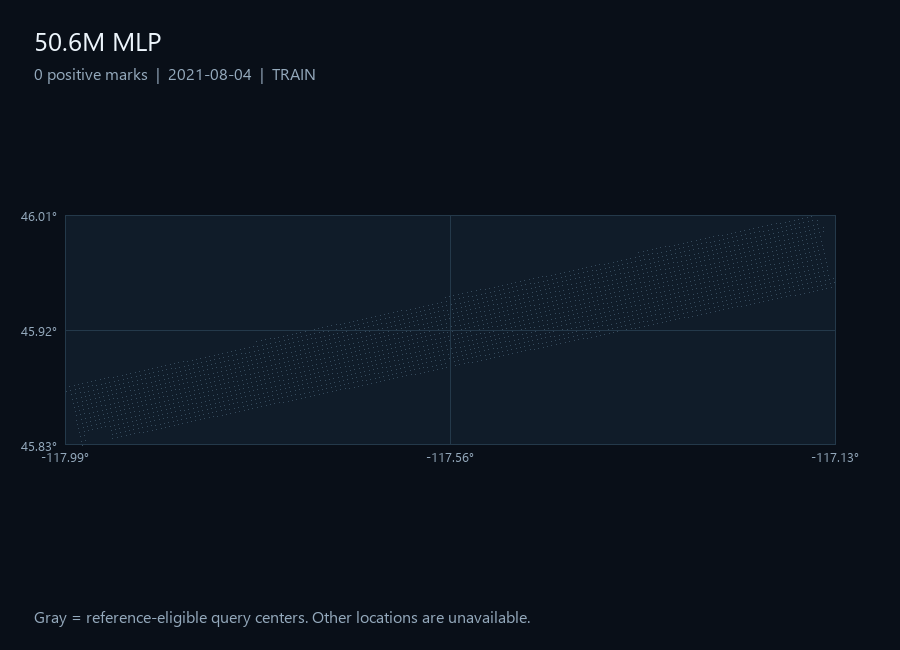 50.6M MLP
0 positive marks | 2021-08-04 | TRAIN
46.01°
45.92°
45.83°
-117.99°
-117.56°
-117.13°
Gray = reference-eligible query centers. Other locations are unavailable.